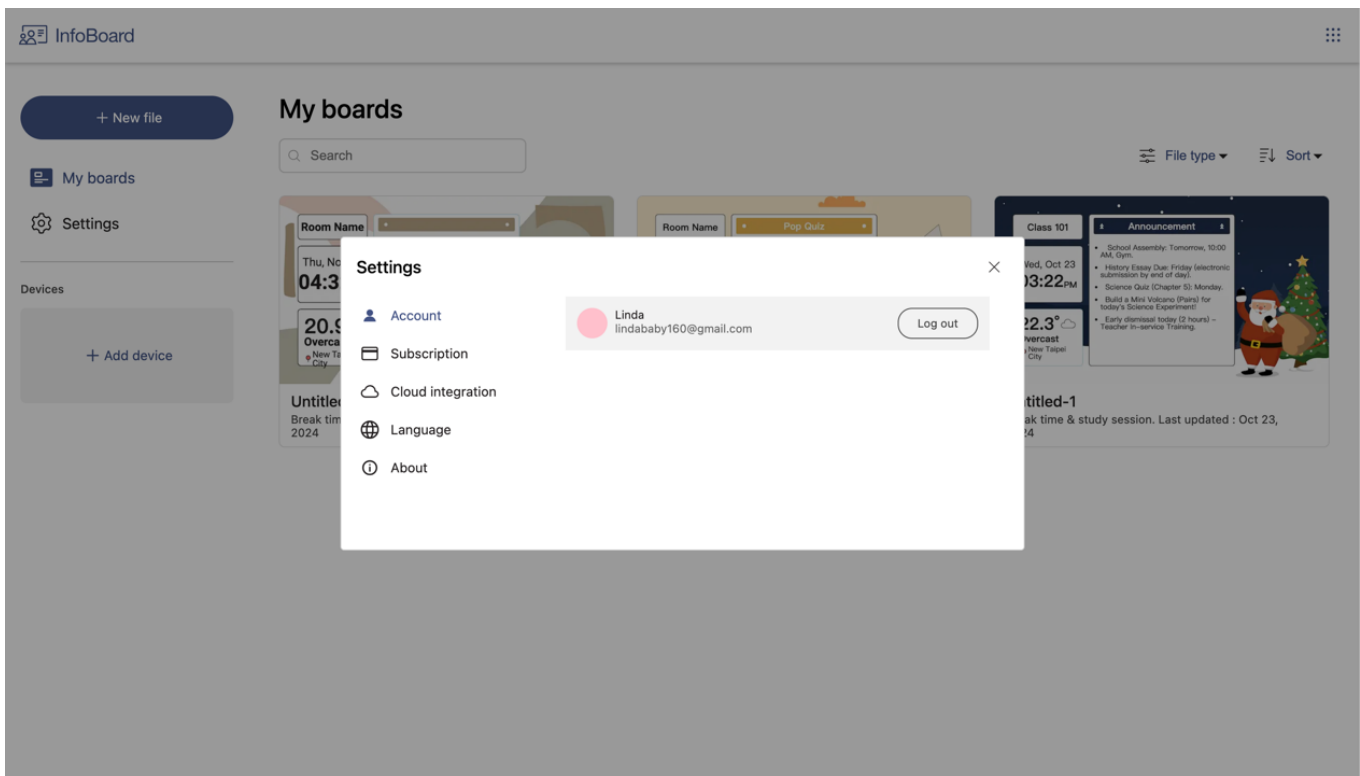 InfoBoard
+ New file
My boards
Settings
Devices
+ Add device
My boards
Search
File type
Sort
Room Name
Thu, No
04:3
20.9
Overca
New Ta
City
Untitle
Break tim
2024
Room Name
Pop Quiz
Class 101
Wed, Oct 23
03:22PM
22.3°
Overcast
New Taipei
City
Announcement
• School Assembly: Tomorrow, 10:00
AM, Gym.
• History Essay Due: Friday (electronic
submission by end of day).
• Science Quiz (Chapter 5): Monday.
• Build a Mini Volcano (Pairs) for
today's Science Experiment!
• Early dismissal today (2 hours) –
Teacher in-service Training.
titled-1
ak time & study session. Last updated : Oct 23,
24
Settings
Account
Subscription
Cloud integration
Language
About
Linda
lindababy160@gmail.com
Log out